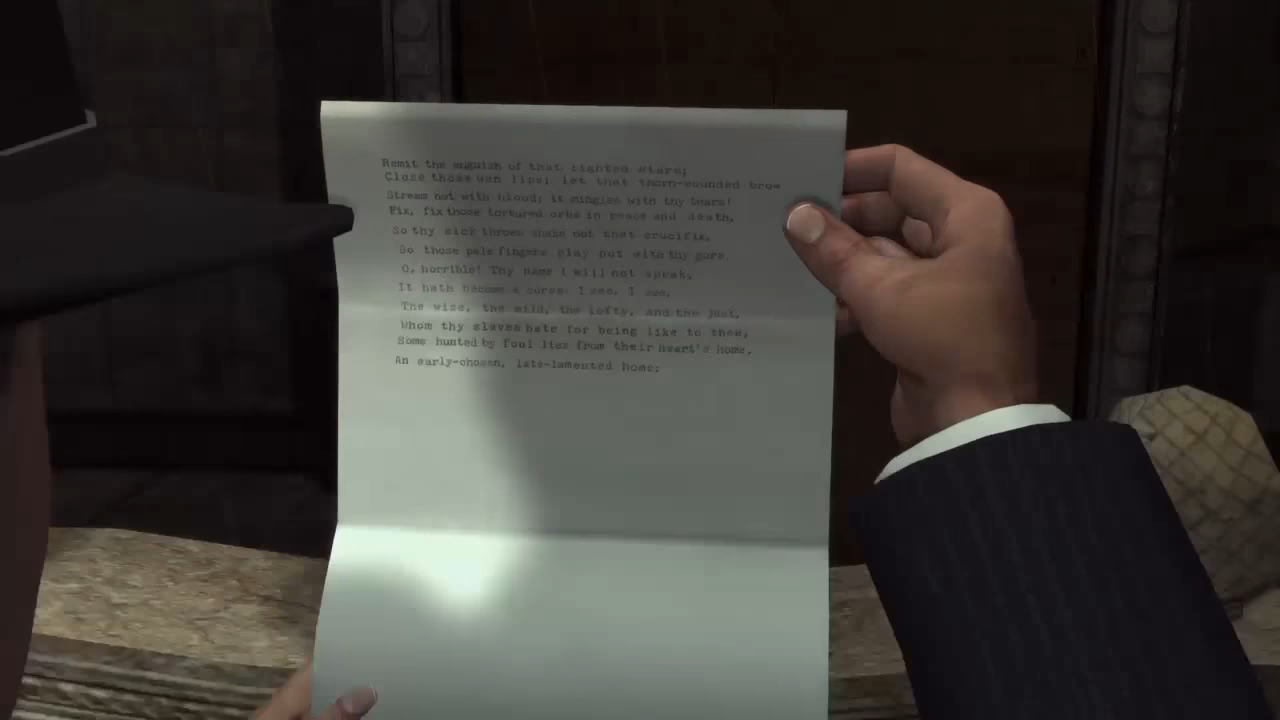 Remit the anguish of that lighted stare;
Close those wan lips; let that thorn-wounded brow
Stream not with blood; it mingles with thy tears!
Fix, fix those tortured orbs in peace and death,
So thy sick throes shake not that crucifix,
So those pale fingers play not with thy gore.
O, horrible! Thy name I will not speak,
It hath become a curse. I see, I see,
The wise, the mild, the lofty, and the just,
Whom thy slaves hate for being like to thee,
Some hunted by foul lies from their heart's home,
An early-chosen, late-lamented home;